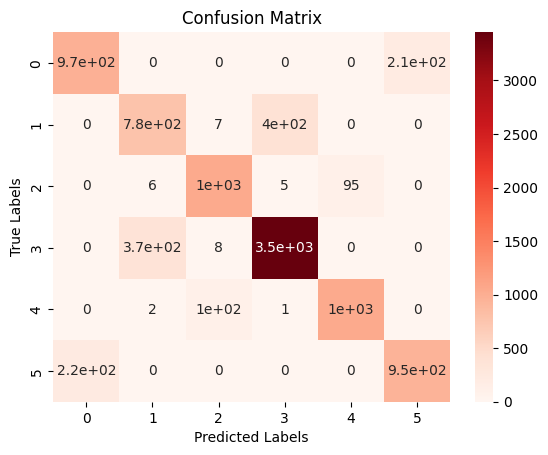 Confusion Matrix
0 9.7e+02 0 0 0 0 2.1e+02
1 0 7.8e+02 7 4e+02 0 0
2 0 6 1e+03 5 95 0
3 0 3.7e+02 8 3.5e+03 0 0
4 0 2 1e+02 1 1e+03 0
5 2.2e+02 0 0 0 0 9.5e+02
0 1 2 3 4 5
Predicted Labels
True Labels
3000
2500
2000
1500
1000
500
0